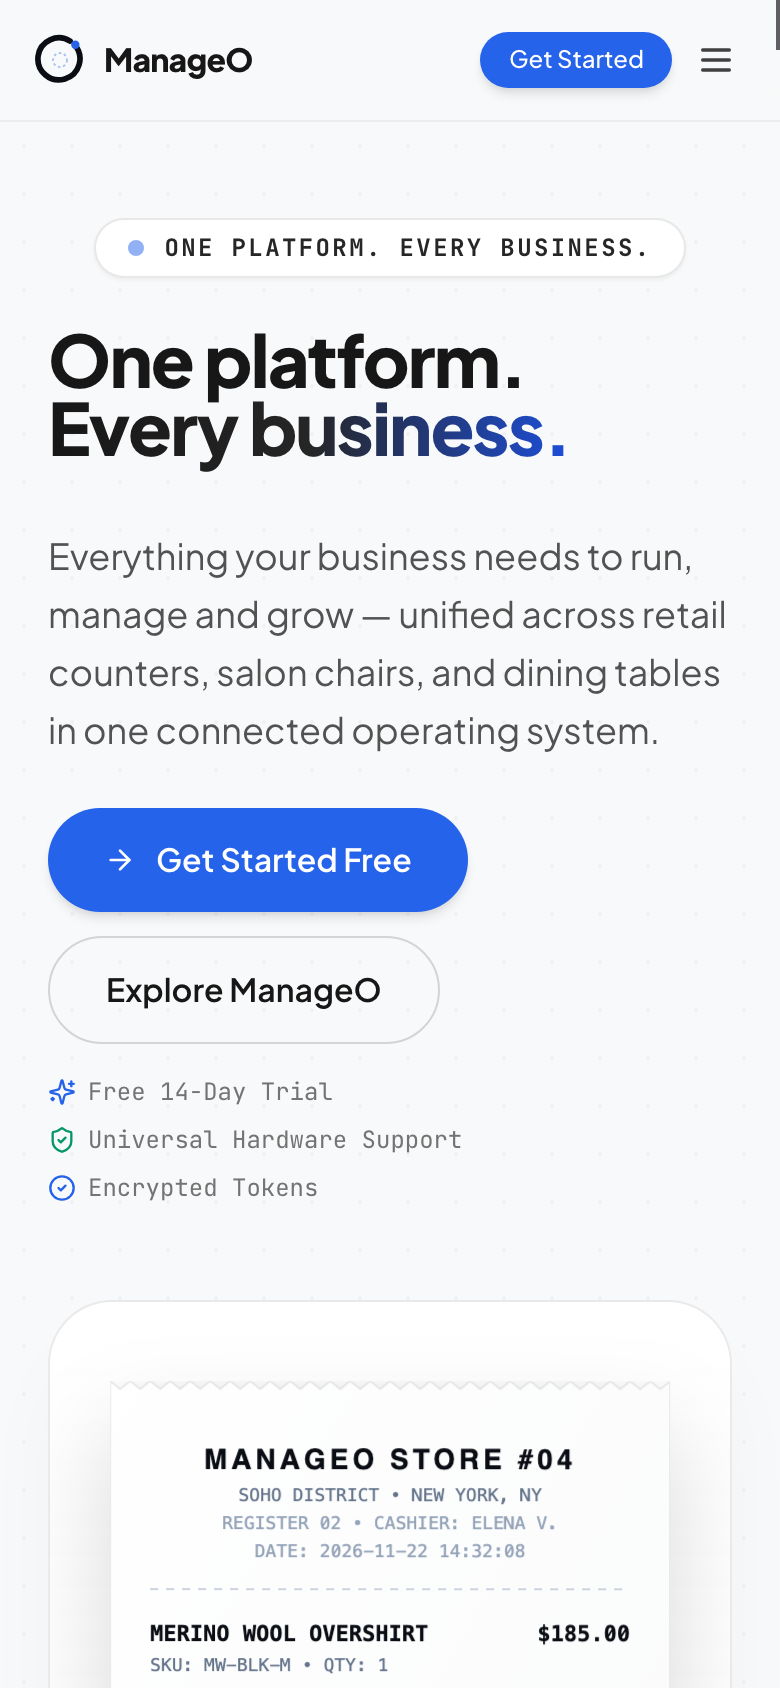 ManageO
Get Started
ONE PLATFORM. EVERY BUSINESS.
One platform.
Every business.
Everything your business needs to run,
manage and grow — unified across retail
counters, salon chairs, and dining tables
in one connected operating system.
Get Started Free
Explore ManageO
Free 14-Day Trial
Universal Hardware Support
Encrypted Tokens
MANAGEO STORE #04
SOHO DISTRICT • NEW YORK, NY
REGISTER 02 • CASHIER: ELENA V.
DATE: 2026-11-22 14:32:08
MERINO WOOL OVERSHIRT $185.00
SKU: MW-BLK-M • QTY: 1